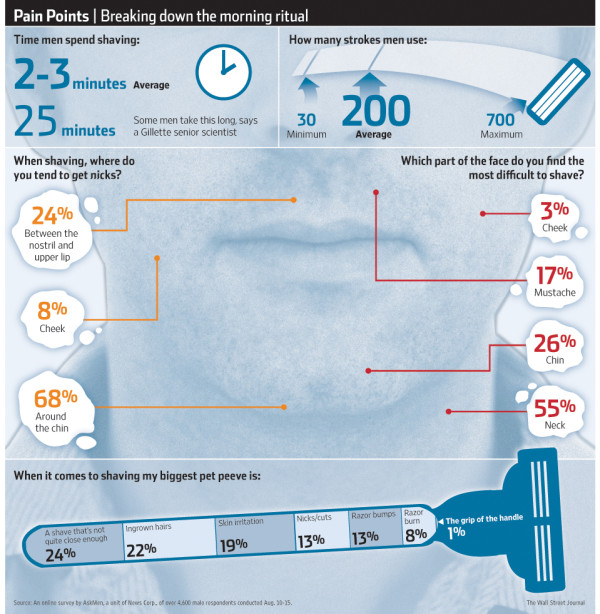 Pain Points | Breaking down the morning ritual
Time men spend shaving:
2-3 minutes Average
25 minutes
Some men take this long, says
a Gillette senior scientist
How many strokes men use:
30
Minimum
200
Average
700
Maximum
When shaving, where do
you tend to get nicks?
24%
Between the
nostril and
upper lip
8%
Cheek
68%
Around
the chin
Which part of the face do you find the
most difficult to shave?
3%
Cheek
17%
Mustache
26%
Chin
55%
Neck
When it comes to shaving my biggest pet peeve is:
A shave that's not
quite close enough
24%
Ingrown hairs
22%
Skin irritation
19%
Nicks/cuts
13%
Razor bumps
13%
Razor
burn
8%
The grip of the handle
1%
Source: An online survey by AskMen, a unit of News Corp., of over 4,600 male respondents conducted Aug. 10-15.
The Wall Street Journal